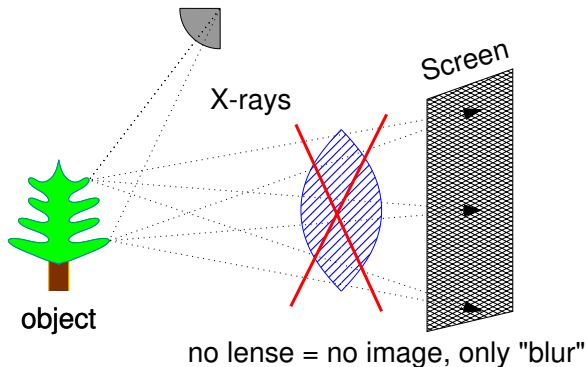 Screen
X-rays
object
no lense = no image, only "blur"